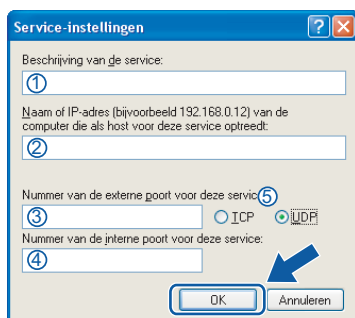 Service-instellingen
Beschrijving van de service:
①
Naam of IP-adres (bijvoorbeeld 192.168.0.12) van de
computer die als host voor deze service optreedt:
②
Nummer van de externe poort voor deze servic ⑤
③ TCP UDP
Nummer van de interne poort voor deze service:
④
OK Annuleren